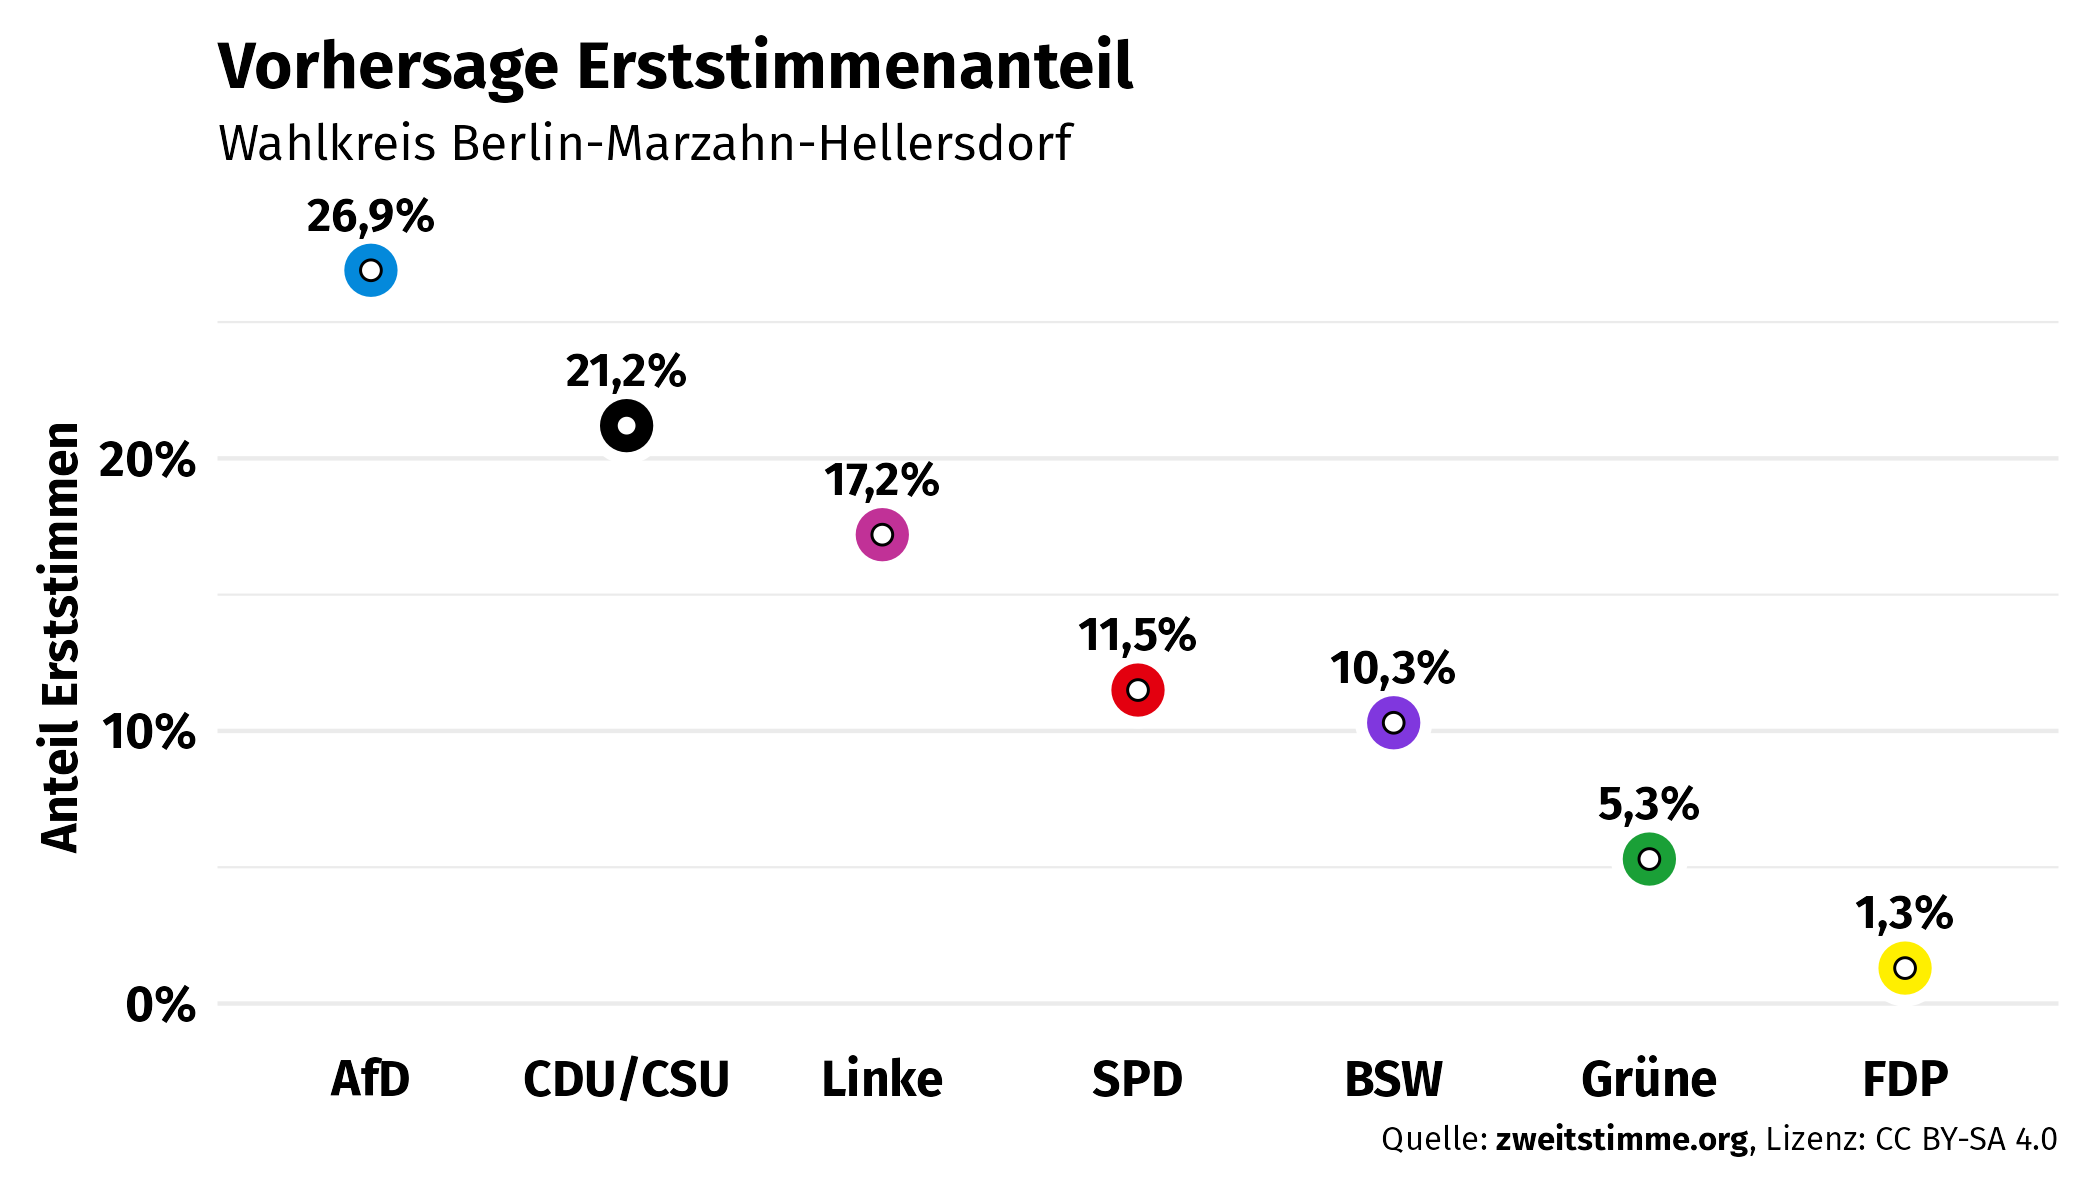 Vorhersage Erststimmenanteil
Wahlkreis Berlin-Marzahn-Hellersdorf
26,9%
21,2%
17,2%
11,5%
10,3%
5,3%
1,3%
Anteil Erststimmen
20%
10%
0%
AfD CDU/CSU Linke SPD BSW Grüne FDP
Quelle: zweitstimme.org, Lizenz: CC BY-SA 4.0